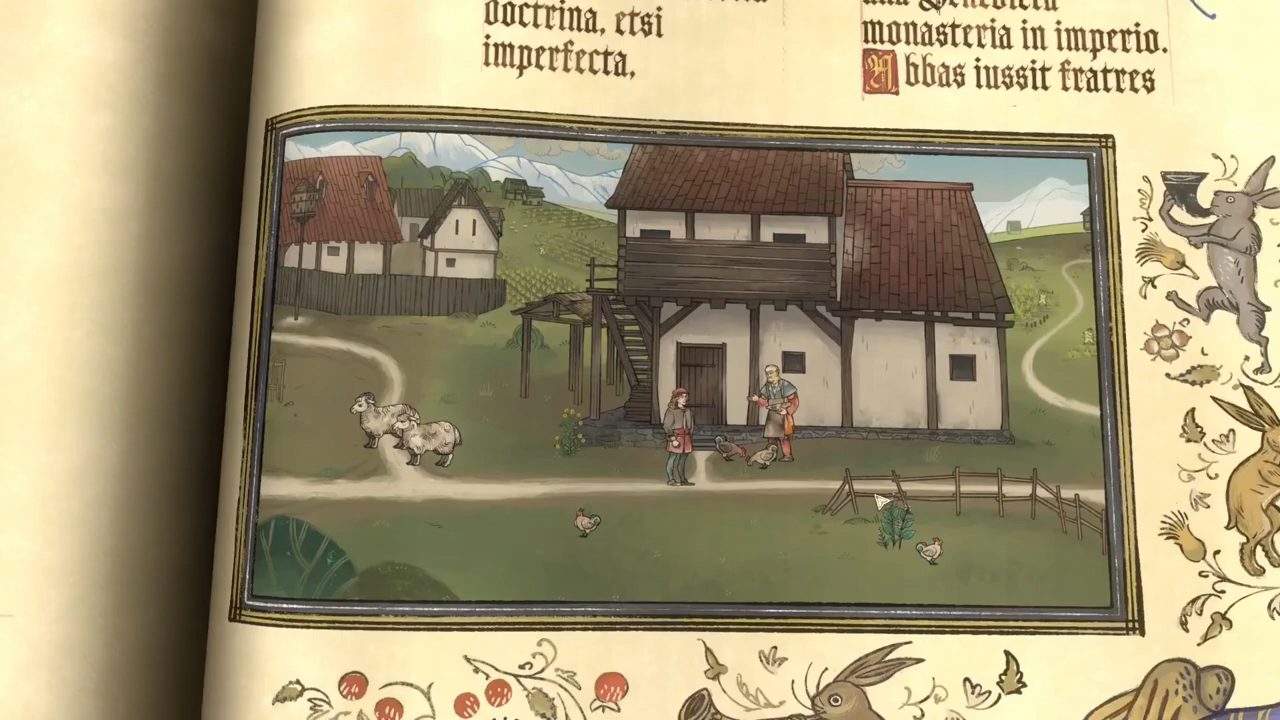 doctrina, etsi
imperfecta,
monasteria in imperio.
Abbas iussit fratres